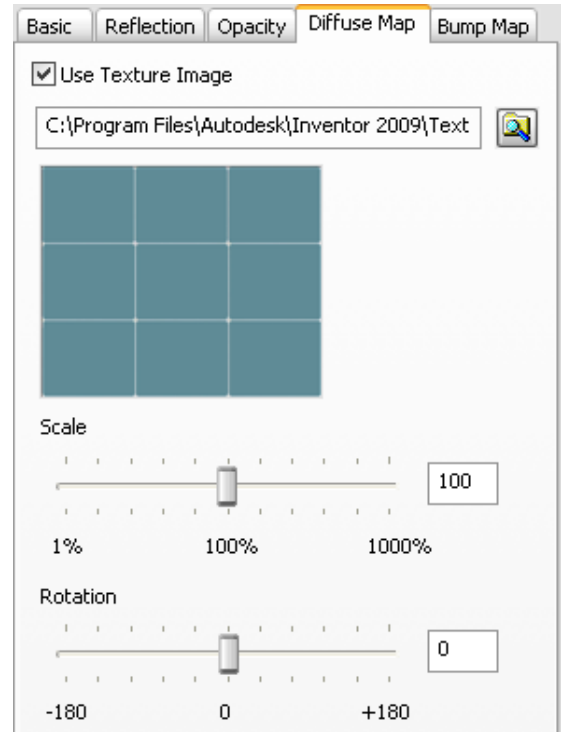 Basic Reflection Opacity Diffuse Map Bump Map
Use Texture Image
C:\Program Files\Autodesk\Inventor 2009\Text
Scale
100
1% 100% 1000%
Rotation
0
-180 0 +180